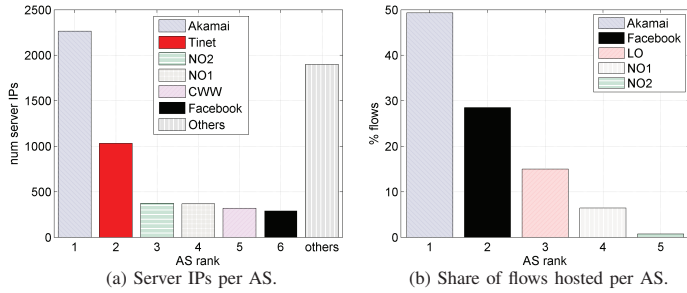 2500
2000
1500
1000
500
0
num server IPs
Akamai
Tinet
NO2
NO1
CWW
Facebook
Others
1 2 3 4 5 6 others
AS rank
(a) Server IPs per AS.
50
40
30
20
10
0
% flows
Akamai
Facebook
LO
NO1
NO2
1 2 3 4 5
AS rank
(b) Share of flows hosted per AS.